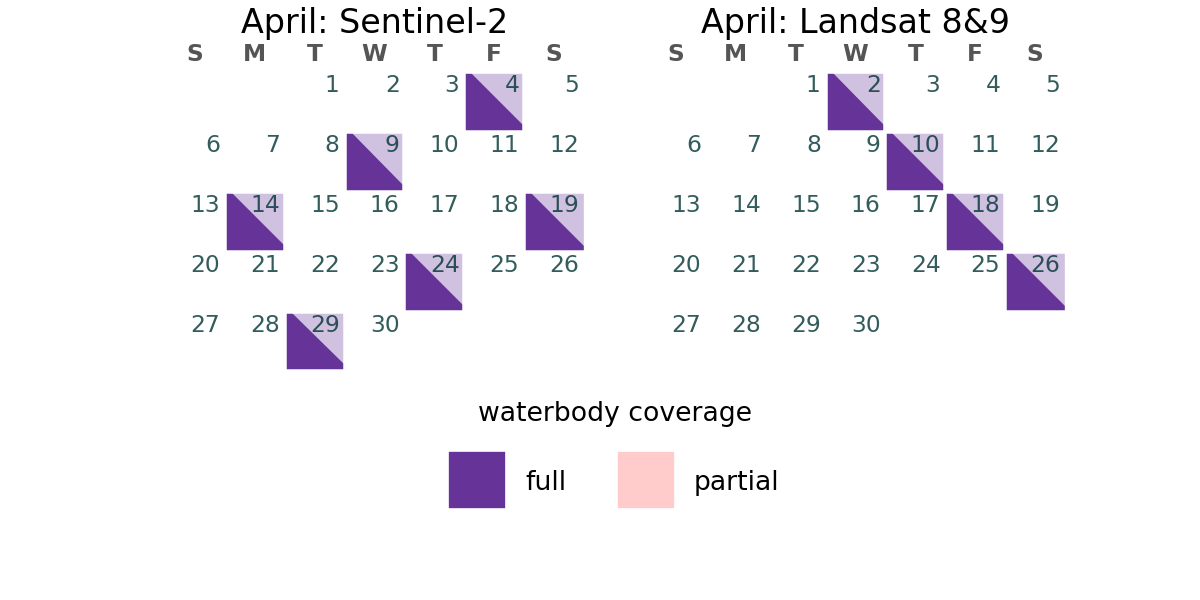 April: Sentinel-2
S M T W T F S
1 2 3 4 5
6 7 8 9 10 11 12
13 14 15 16 17 18 19
20 21 22 23 24 25 26
27 28 29 30
April: Landsat 8&9
S M T W T F S
1 2 3 4 5
6 7 8 9 10 11 12
13 14 15 16 17 18 19
20 21 22 23 24 25 26
27 28 29 30
waterbody coverage
full
partial